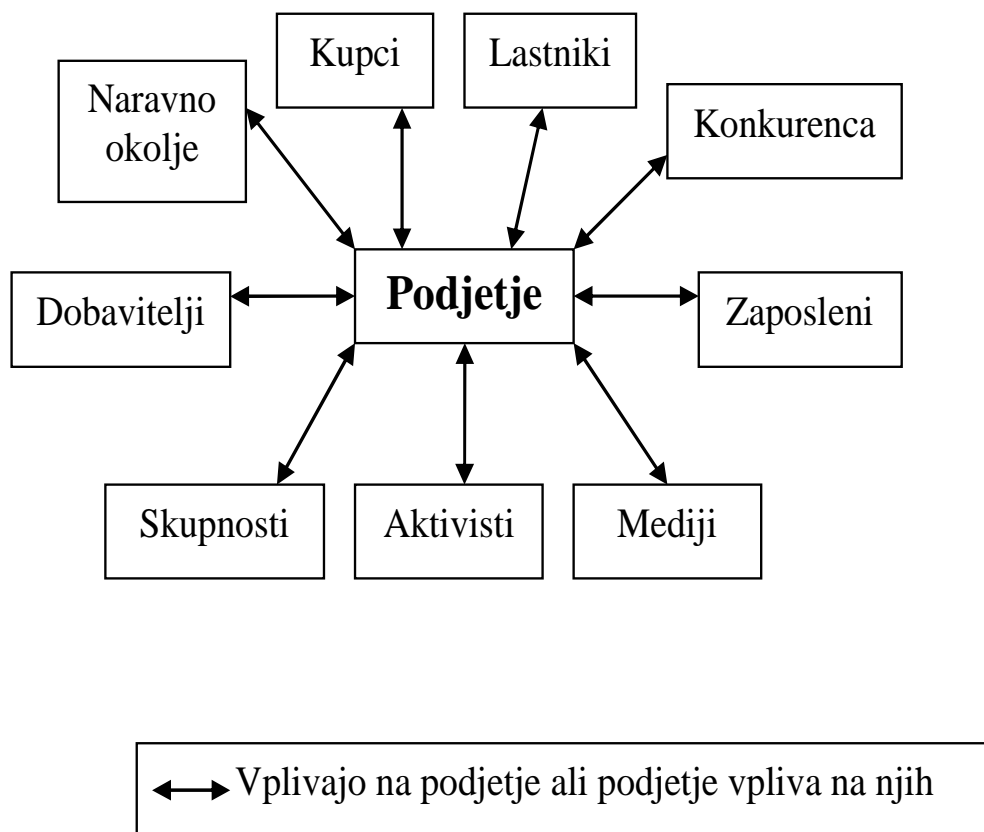 Kupci
Lastniki
Naravno
okolje
Konkurenca
Dobavitelji
Podjetje
Zaposleni
Skupnosti
Aktivisti
Mediji
Vplivajo na podjetje ali podjetje vpliva na njih